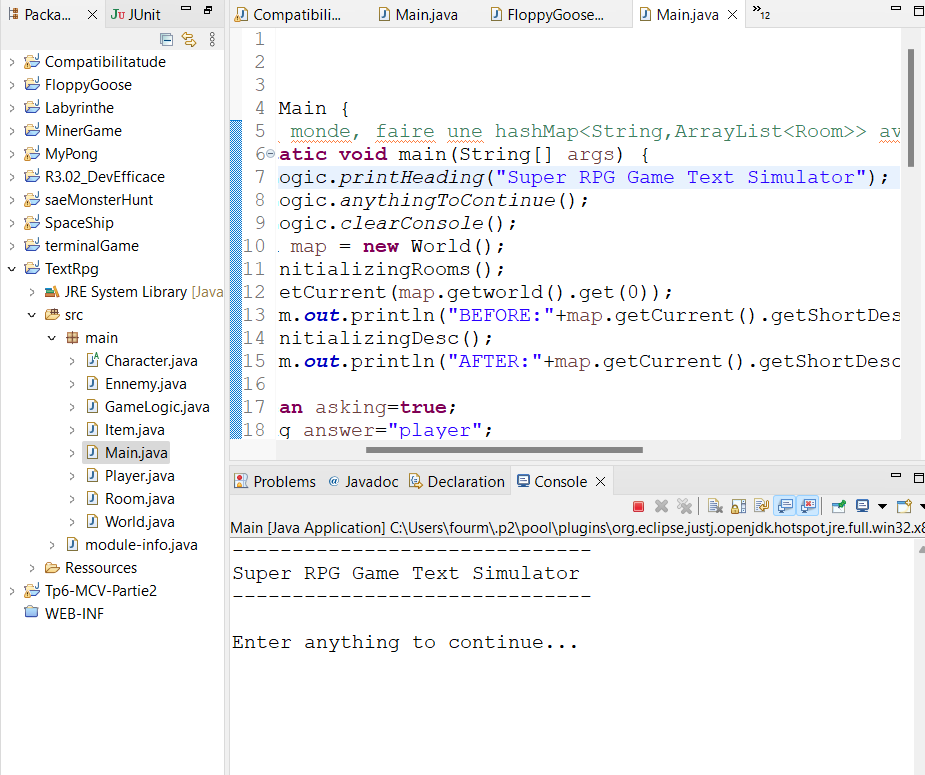 Packa... JUnit
Compatibilitatude
FloppyGoose
Labyrinthe
MinerGame
MyPong
R3.02_DevEfficace
saeMonsterHunt
SpaceShip
terminalGame
TextRpg
JRE System Library [Java
src
main
Character.java
Ennemy.java
GameLogic.java
Item.java
Main.java
Player.java
Room.java
World.java
module-info.java
Ressources
Tp6-MCV-Partie2
WEB-INF
Compatibili... Main.java FloppyGoose... Main.java »12
1
2
3
4 Main {
5 monde, faire une hashMap<String,ArrayList<Room>> av
6 atic void main(String[] args) {
7 ogic.printHeading("Super RPG Game Text Simulator");
8 ogic.anythingToContinue();
9 ogic.clearConsole();
10 map = new World();
11 nitializingRooms();
12 etCurrent(map.getworld().get(0));
13 m.out.println("BEFORE:"+map.getCurrent().getShortDesc
14 nitializingDesc();
15 m.out.println("AFTER:"+map.getCurrent().getShortDesc
16
17 an asking=true;
18 g answer="player";
Problems @ Javadoc Declaration Console
Main [Java Application] C:\Users\fourm\.p2\pool\plugins\org.eclipse.justj.openjdk.hotspot.jre.full.win32.x8
------------------------------
Super RPG Game Text Simulator
------------------------------
Enter anything to continue...